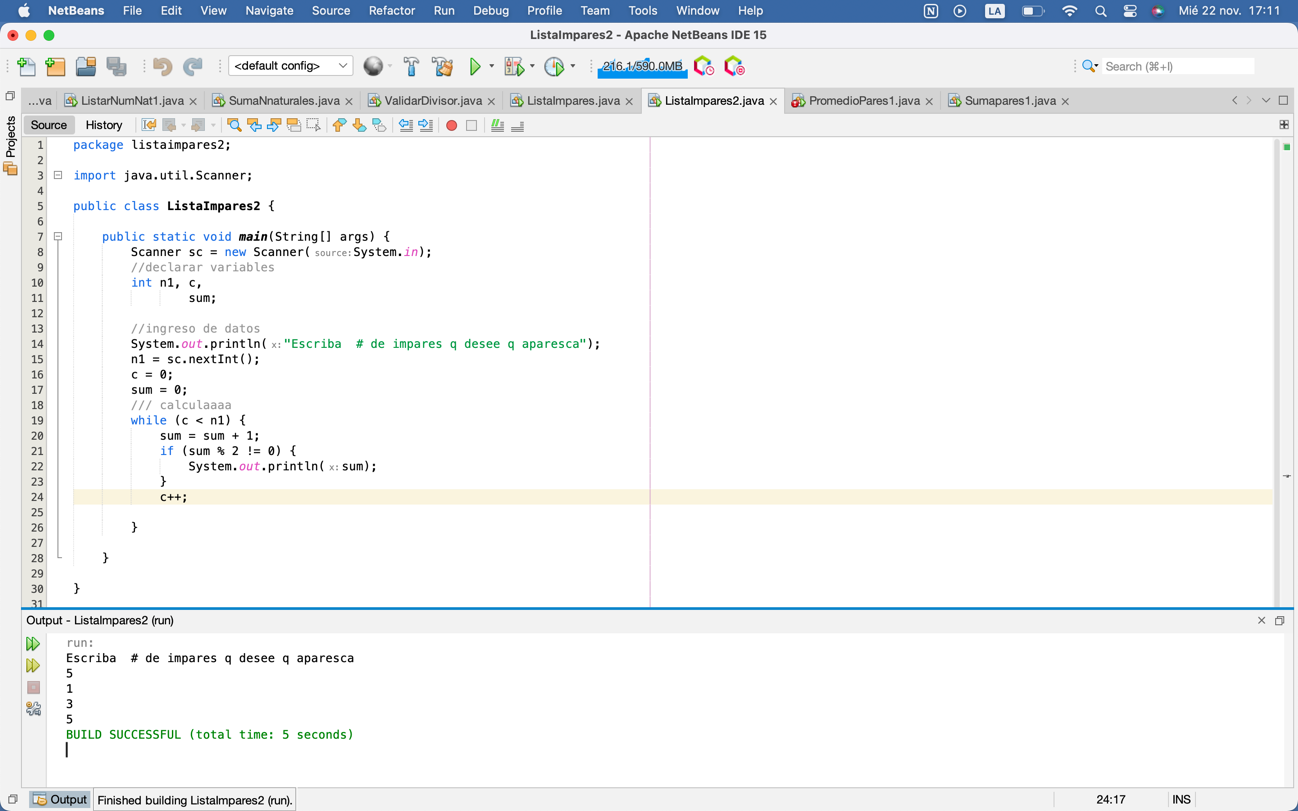 NetBeans File Edit View Navigate Source Refactor Run Debug Profile Team Tools Window Help LA Mié 22 nov. 17:11
ListaImpares2 - Apache NetBeans IDE 15
<default config> 216.1/590.0MB Search (⌘+I)
...va ListarNumNat1.java SumaNnaturales.java ValidarDivisor.java ListaImpares.java ListaImpares2.java PromedioPares1.java Sumapares1.java
Projects
Source History
1 package listaimpares2;
2
3 import java.util.Scanner;
4
5 public class ListaImpares2 {
6
7 public static void main(String[] args) {
8 Scanner sc = new Scanner( source: System.in);
9 //declarar variables
10 int n1, c,
11 sum;
12
13 //ingreso de datos
14 System.out.println( x: "Escriba  # de impares q desee q aparesca");
15 n1 = sc.nextInt();
16 c = 0;
17 sum = 0;
18 /// calculaaaa
19 while (c < n1) {
20 sum = sum + 1;
21 if (sum % 2 != 0) {
22 System.out.println( x: sum);
23 }
24 c++;
25
26 }
27
28 }
29
30 }
31
Output - ListaImpares2 (run)
run:
Escriba  # de impares q desee q aparesca
5
1
3
5
BUILD SUCCESSFUL (total time: 5 seconds)
Output Finished building ListaImpares2 (run). 24:17 INS